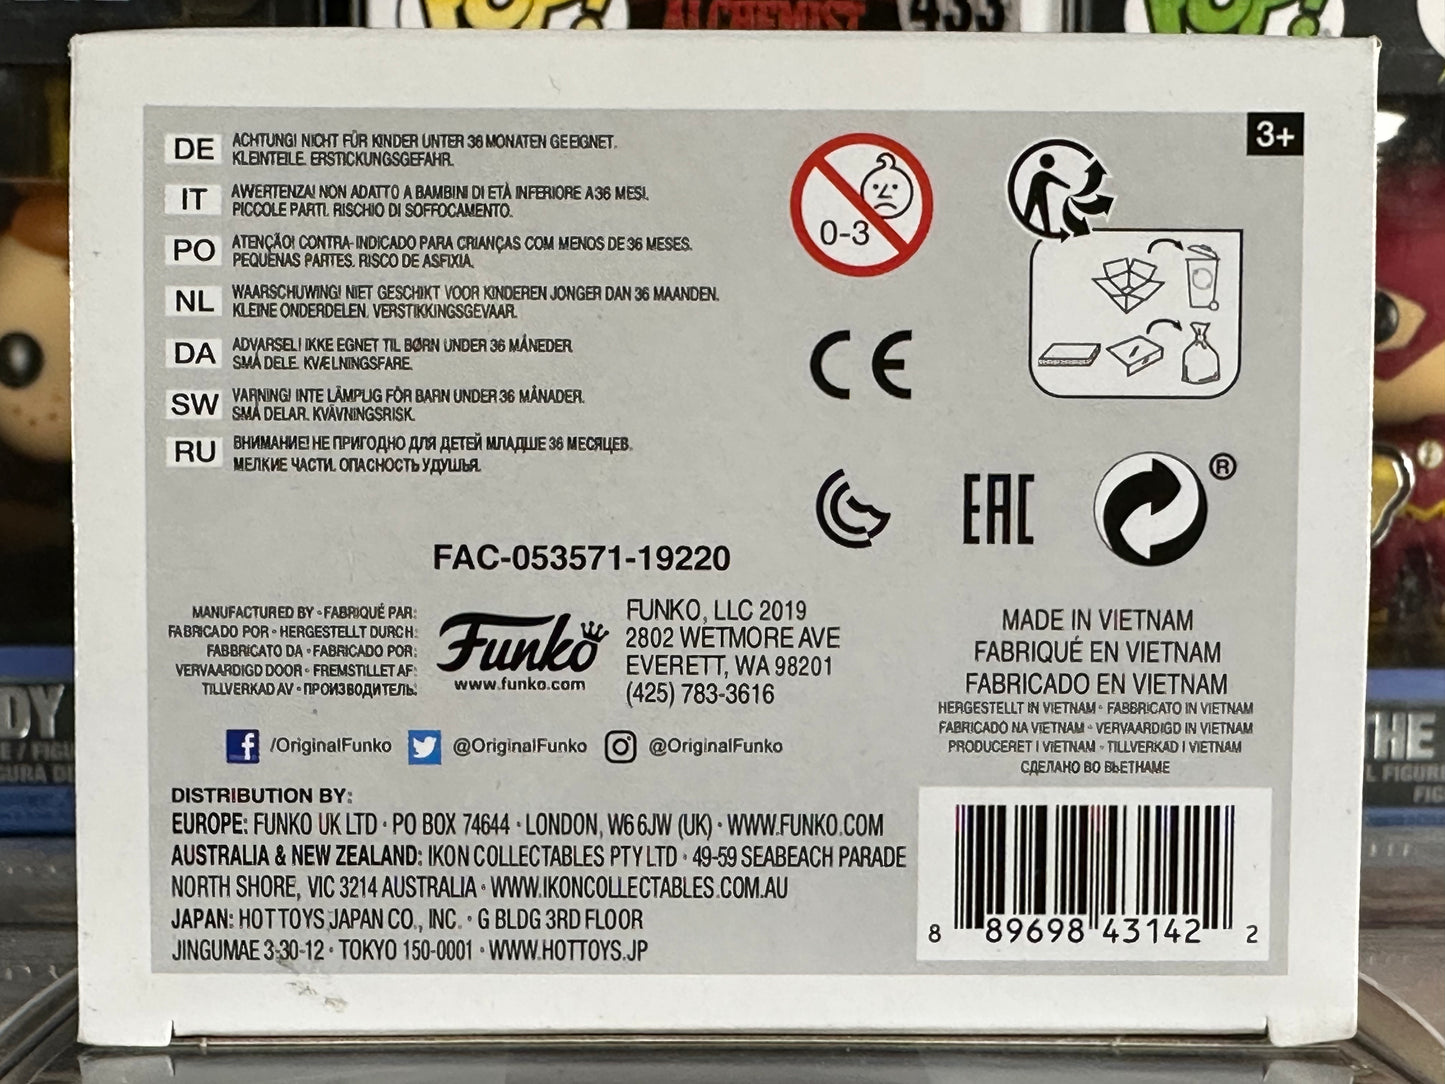 POP!
ALCHEMIST
433
POP!
3+
DE
ACHTUNG! NICHT FÜR KINDER UNTER 36 MONATEN GEEIGNET.
KLEINTEILE. ERSTICKUNGSGEFAHR.
IT
AVVERTENZA! NON ADATTO A BAMBINI DI ETÀ INFERIORE A 36 MESI.
PICCOLE PARTI. RISCHIO DI SOFFOCAMENTO.
PO
ATENÇÃO! CONTRA-INDICADO PARA CRIANÇAS COM MENOS DE 36 MESES.
PEQUENAS PARTES. RISCO DE ASFIXIA.
NL
WAARSCHUWING! NIET GESCHIKT VOOR KINDEREN JONGER DAN 36 MAANDEN.
KLEINE ONDERDELEN. VERSTIKKINGSGEVAAR.
DA
ADVARSEL! IKKE EGNET TIL BØRN UNDER 36 MÅNEDER.
SMÅ DELE. KVÆLNINGSFARE.
SW
VARNING! INTE LÄMPLIG FÖR BARN UNDER 36 MÅNADER.
SMÅ DELAR. KVÄVNINGSRISK.
RU
ВНИМАНИЕ! НЕ ПРИГОДНО ДЛЯ ДЕТЕЙ МЛАДШЕ 36 МЕСЯЦЕВ.
МЕЛКИЕ ЧАСТИ. ОПАСНОСТЬ УДУШЬЯ.
0-3
CE
EAC
®
FAC-053571-19220
MANUFACTURED BY • FABRIQUÉ PAR:
FABRICADO POR • HERGESTELLT DURCH:
FABBRICATO DA • FABRICADO POR:
VERVAARDIGD DOOR • FREMSTILLET AF:
TILLVERKAD AV • ПРОИЗВОДИТЕЛЬ:
Funko
www.funko.com
FUNKO, LLC 2019
2802 WETMORE AVE
EVERETT, WA 98201
(425) 783-3616
MADE IN VIETNAM
FABRIQUÉ EN VIETNAM
FABRICADO EN VIETNAM
HERGESTELLT IN VIETNAM • FABBRICATO IN VIETNAM
FABRICADO NA VIETNAM • VERVAARDIGD IN VIETNAM
PRODUCERET I VIETNAM • TILLVERKAD I VIETNAM
СДЕЛАНО ВО ВЬЕТНАМЕ
/OriginalFunko @OriginalFunko @OriginalFunko
DISTRIBUTION BY:
EUROPE: FUNKO UK LTD • PO BOX 74644 • LONDON, W6 6JW (UK) • WWW.FUNKO.COM
AUSTRALIA & NEW ZEALAND: IKON COLLECTABLES PTY LTD • 49-59 SEABEACH PARADE
NORTH SHORE, VIC 3214 AUSTRALIA • WWW.IKONCOLLECTABLES.COM.AU
JAPAN: HOT TOYS JAPAN CO., INC. • G BLDG 3RD FLOOR
JINGUMAE 3-30-12 • TOKYO 150-0001 • WWW.HOTTOYS.JP
8 89698 43142 2
THE